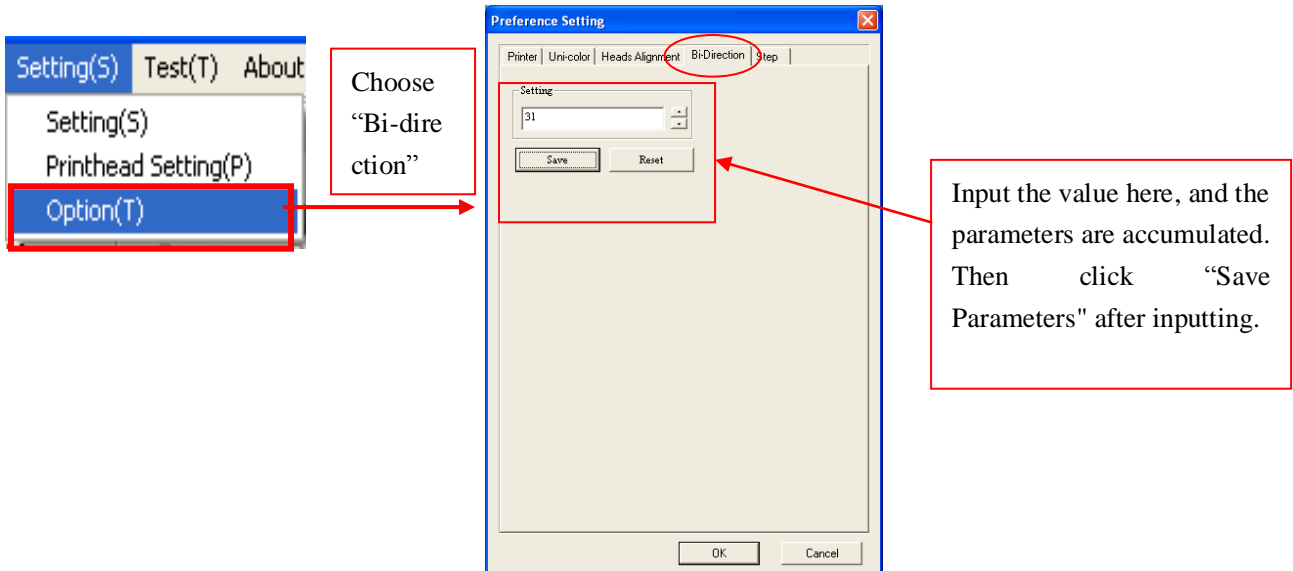 Setting(S) Test(T) About
Setting(S)
Printhead Setting(P)
Option(T)
Choose
“Bi-dire
ction”
Preference Setting
Printer Uni-color Heads Alignment Bi-Direction Step
Setting
31
Save Reset
OK Cancel
Input the value here, and the
parameters are accumulated.
Then click “Save
Parameters" after inputting.